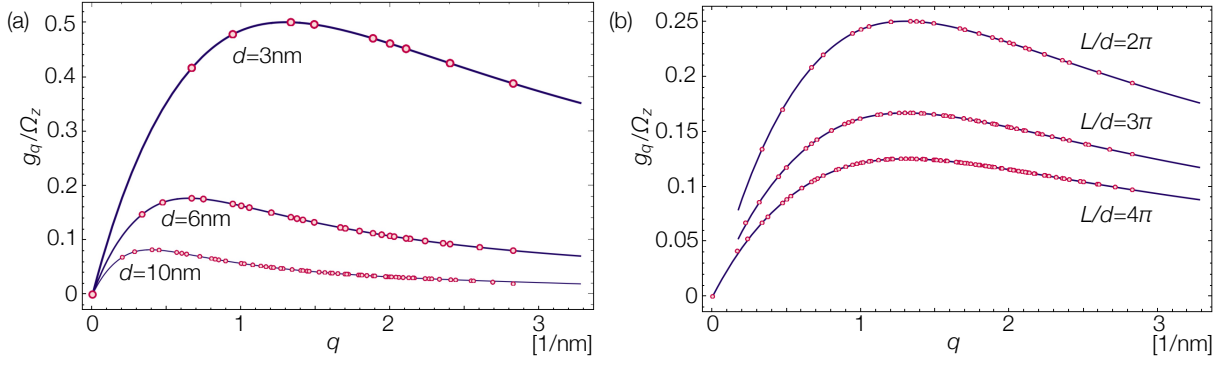 (a)
g_q/Ω_z
0.5
0.4
0.3
0.2
0.1
0
d=3nm
d=6nm
d=10nm
0
1
2
3
q
[1/nm]
(b)
g_q/Ω_z
0.25
0.2
0.15
0.1
0.05
0
L/d=2π
L/d=3π
L/d=4π
0
1
2
3
q
[1/nm]